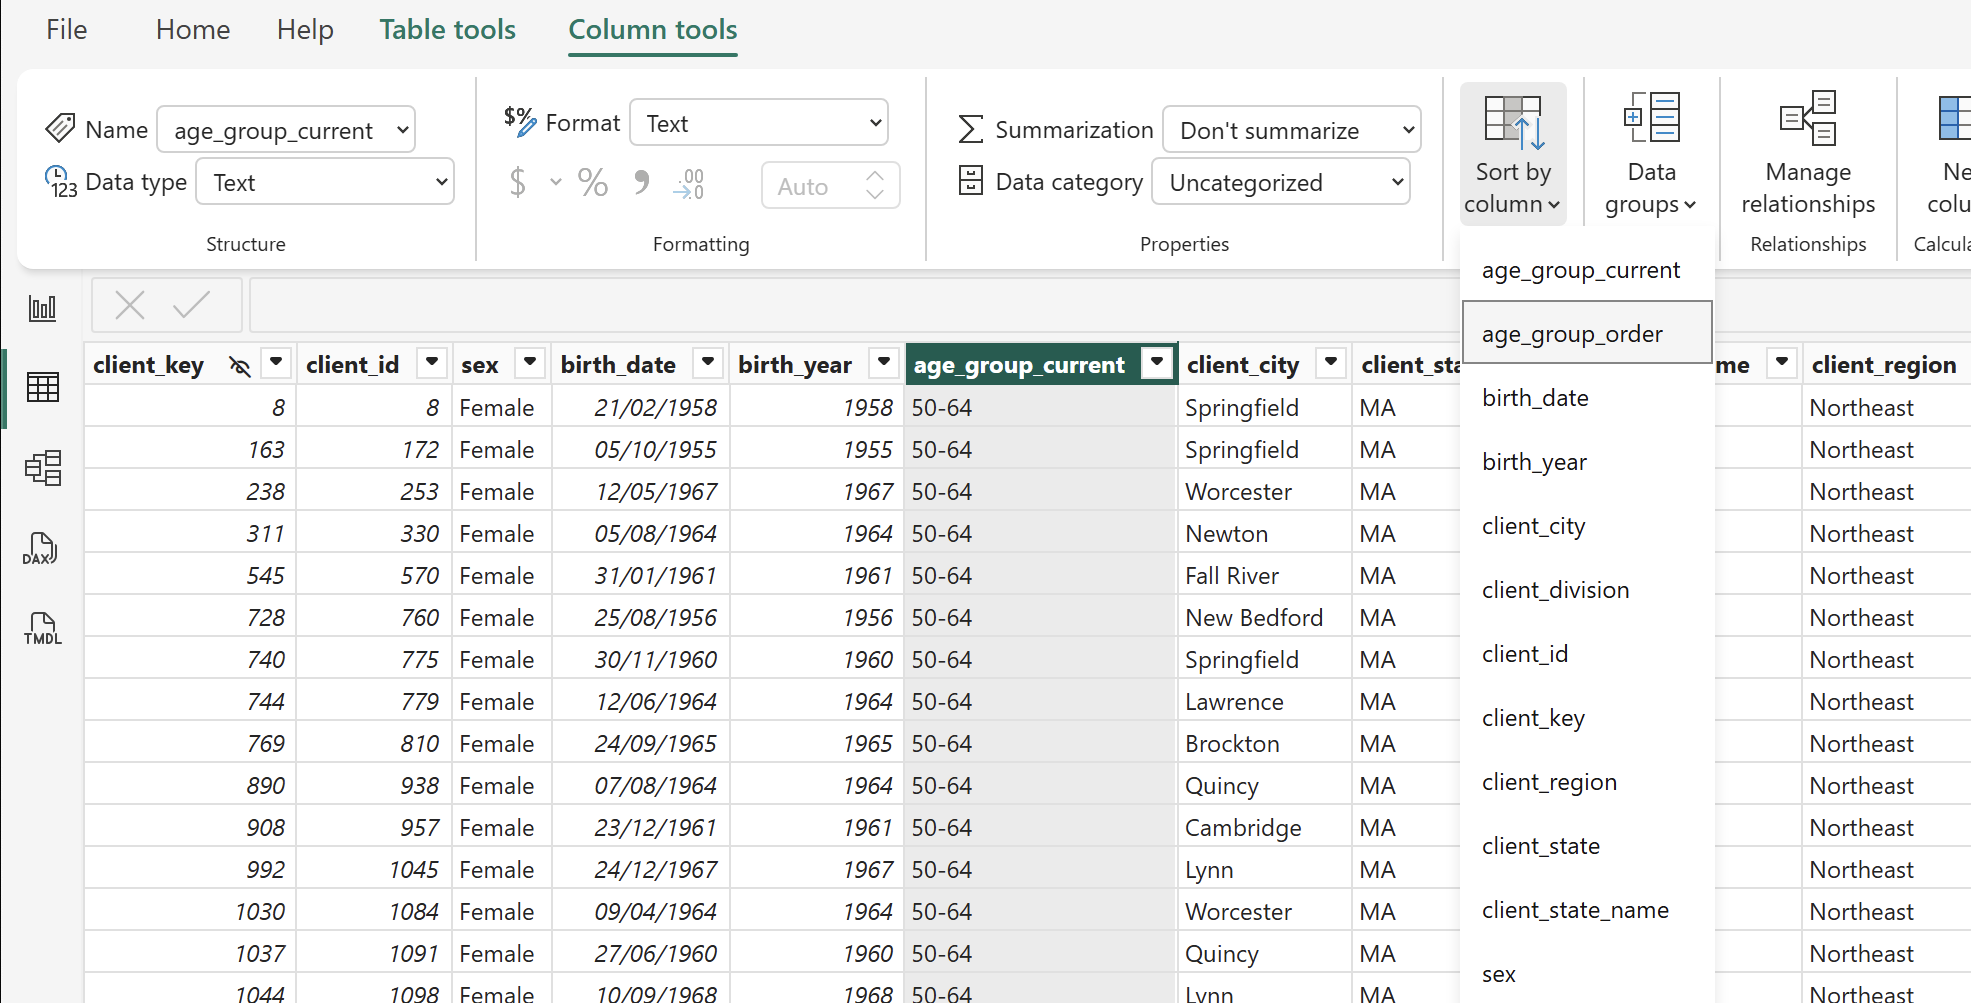 File Home Help Table tools Column tools
Name age_group_current
Data type Text
Structure
$% Format Text
$ % 9 .00 →.0 Auto
Formatting
Summarization Don't summarize
Data category Uncategorized
Properties
Sort by
column
Data
groups
Manage
relationships
Relationships
Ne
colu
Calcula
age_group_current
age_group_order
birth_date
birth_year
client_city
client_division
client_id
client_key
client_region
client_state
client_state_name
sex
123
DAX
TMDL
client_key client_id sex birth_date birth_year age_group_current client_city client_sta me client_region
8 8 Female 21/02/1958 1958 50-64 Springfield MA Northeast
163 172 Female 05/10/1955 1955 50-64 Springfield MA Northeast
238 253 Female 12/05/1967 1967 50-64 Worcester MA Northeast
311 330 Female 05/08/1964 1964 50-64 Newton MA Northeast
545 570 Female 31/01/1961 1961 50-64 Fall River MA Northeast
728 760 Female 25/08/1956 1956 50-64 New Bedford MA Northeast
740 775 Female 30/11/1960 1960 50-64 Springfield MA Northeast
744 779 Female 12/06/1964 1964 50-64 Lawrence MA Northeast
769 810 Female 24/09/1965 1965 50-64 Brockton MA Northeast
890 938 Female 07/08/1964 1964 50-64 Quincy MA Northeast
908 957 Female 23/12/1961 1961 50-64 Cambridge MA Northeast
992 1045 Female 24/12/1967 1967 50-64 Lynn MA Northeast
1030 1084 Female 09/04/1964 1964 50-64 Worcester MA Northeast
1037 1091 Female 27/06/1960 1960 50-64 Quincy MA Northeast
1044 1098 Female 10/09/1968 1968 50-64 Lynn MA Northeast